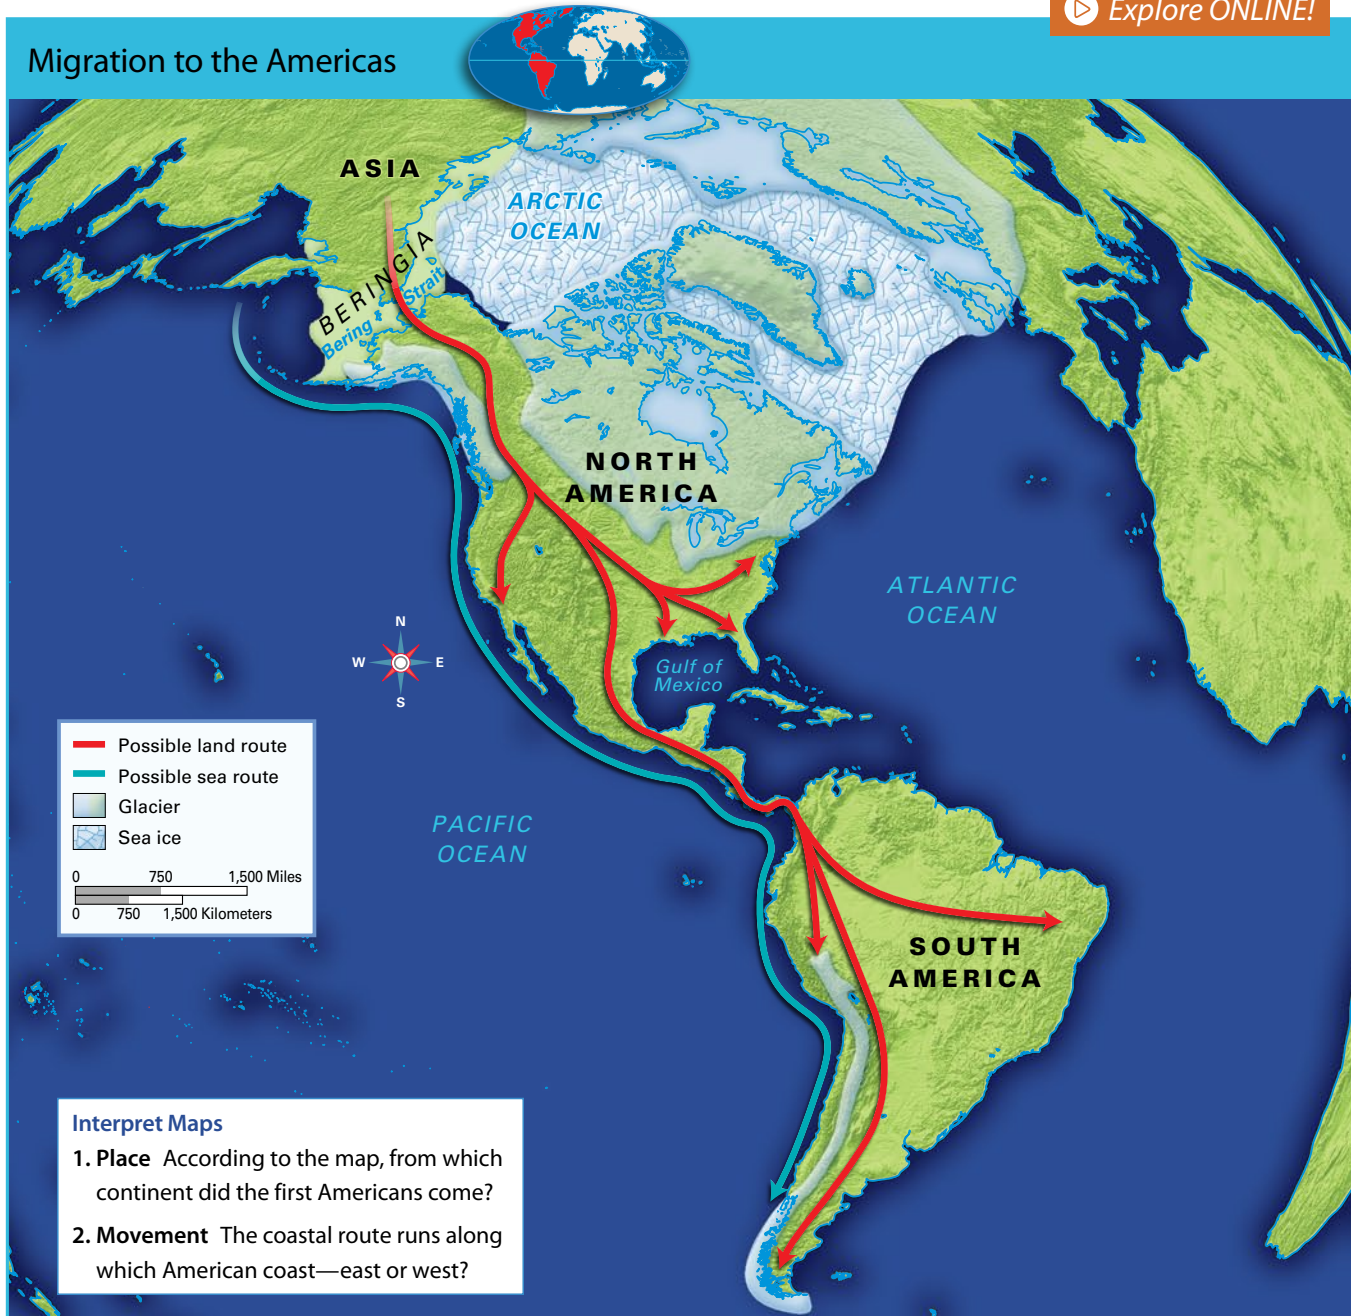 Explore ONLINE!
Migration to the Americas
ASIA
ARCTIC
OCEAN
BERINGIA
Bering Strait
NORTH
AMERICA
ATLANTIC
OCEAN
N
W
E
S
Gulf of
Mexico
Possible land route
Possible sea route
Glacier
Sea ice
0 750 1,500 Miles
0 750 1,500 Kilometers
PACIFIC
OCEAN
SOUTH
AMERICA
Interpret Maps
1. Place According to the map, from which
continent did the first Americans come?
2. Movement The coastal route runs along
which American coast—east or west?